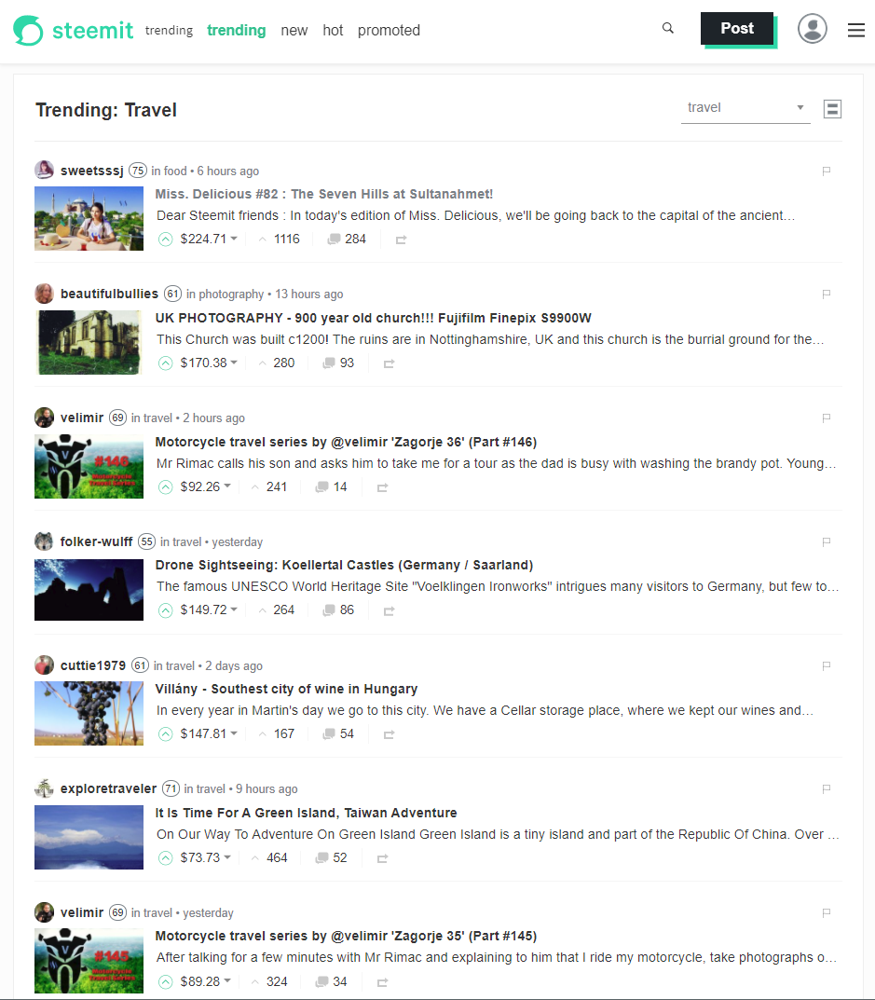 steemit trending trending new hot promoted Post
Trending: Travel travel
sweetsssj 75 in food • 6 hours ago
Miss. Delicious #82 : The Seven Hills at Sultanahmet!
Dear Steemit friends : In today's edition of Miss. Delicious, we'll be going back to the capital of the ancient…
$224.71 1116 284
beautifulbullies 61 in photography • 13 hours ago
UK PHOTOGRAPHY - 900 year old church!!! Fujifilm Finepix S9900W
This Church was built c1200! The ruins are in Nottinghamshire, UK and this church is the burrial ground for the…
$170.38 280 93
velimir 69 in travel • 2 hours ago
Motorcycle travel series by @velimir 'Zagorje 36' (Part #146)
#146
Motorcycle
Travel Series
Mr Rimac calls his son and asks him to take me for a tour as the dad is busy with washing the brandy pot. Young…
$92.26 241 14
folker-wulff 55 in travel • yesterday
Drone Sightseeing: Koellertal Castles (Germany / Saarland)
The famous UNESCO World Heritage Site "Voelklingen Ironworks" intrigues many visitors to Germany, but few to…
$149.72 264 86
cuttie1979 61 in travel • 2 days ago
Villány - Southest city of wine in Hungary
In every year in Martin's day we go to this city. We have a Cellar storage place, where we kept our wines and…
$147.81 167 54
exploretraveler 71 in travel • 9 hours ago
It Is Time For A Green Island, Taiwan Adventure
On Our Way To Adventure On Green Island Green Island is a tiny island and part of the Republic Of China. Over …
$73.73 464 52
velimir 69 in travel • yesterday
Motorcycle travel series by @velimir 'Zagorje 35' (Part #145)
#145
Motorcycle
Travel Series
After talking for a few minutes with Mr Rimac and explaining to him that I ride my motorcycle, take photographs o…
$89.28 324 34